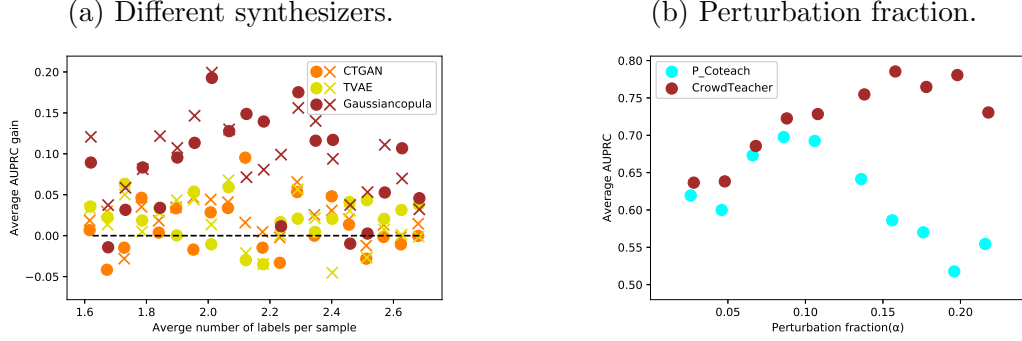 (a) Different synthesizers.
(b) Perturbation fraction.
0.20
0.15
0.10
0.05
0.00
−0.05
1.6
1.8
2.0
2.2
2.4
2.6
Average AUPRC gain
Averge number of labels per sample
CTGAN
TVAE
Gaussiancopula
0.80
0.75
0.70
0.65
0.60
0.55
0.50
0.05
0.10
0.15
0.20
Average AUPRC
Perturbation fraction(α)
P_Coteach
CrowdTeacher